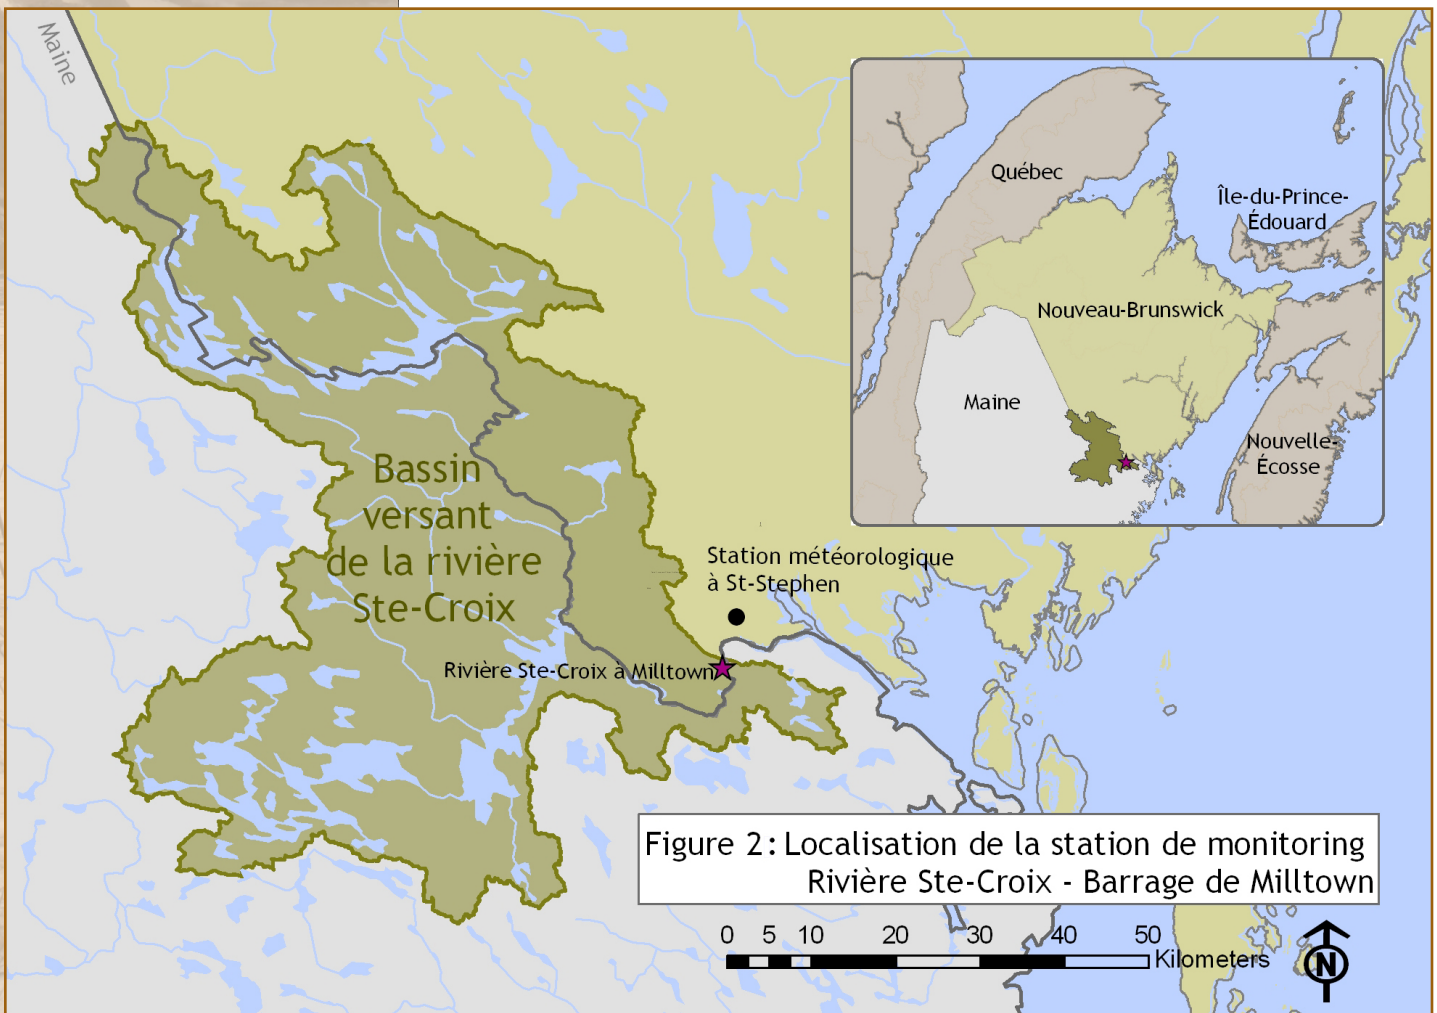 Maine
Québec
Île-du-Prince-
Édouard
Nouveau-Brunswick
Maine
Nouvelle-
Écosse
Bassin
versant
de la rivière
Ste-Croix
Station météorologique
à St-Stephen
Rivière Ste-Croix à Milltown
Figure 2: Localisation de la station de monitoring
Rivière Ste-Croix - Barrage de Milltown
0 5 10 20 30 40 50
Kilometers
N